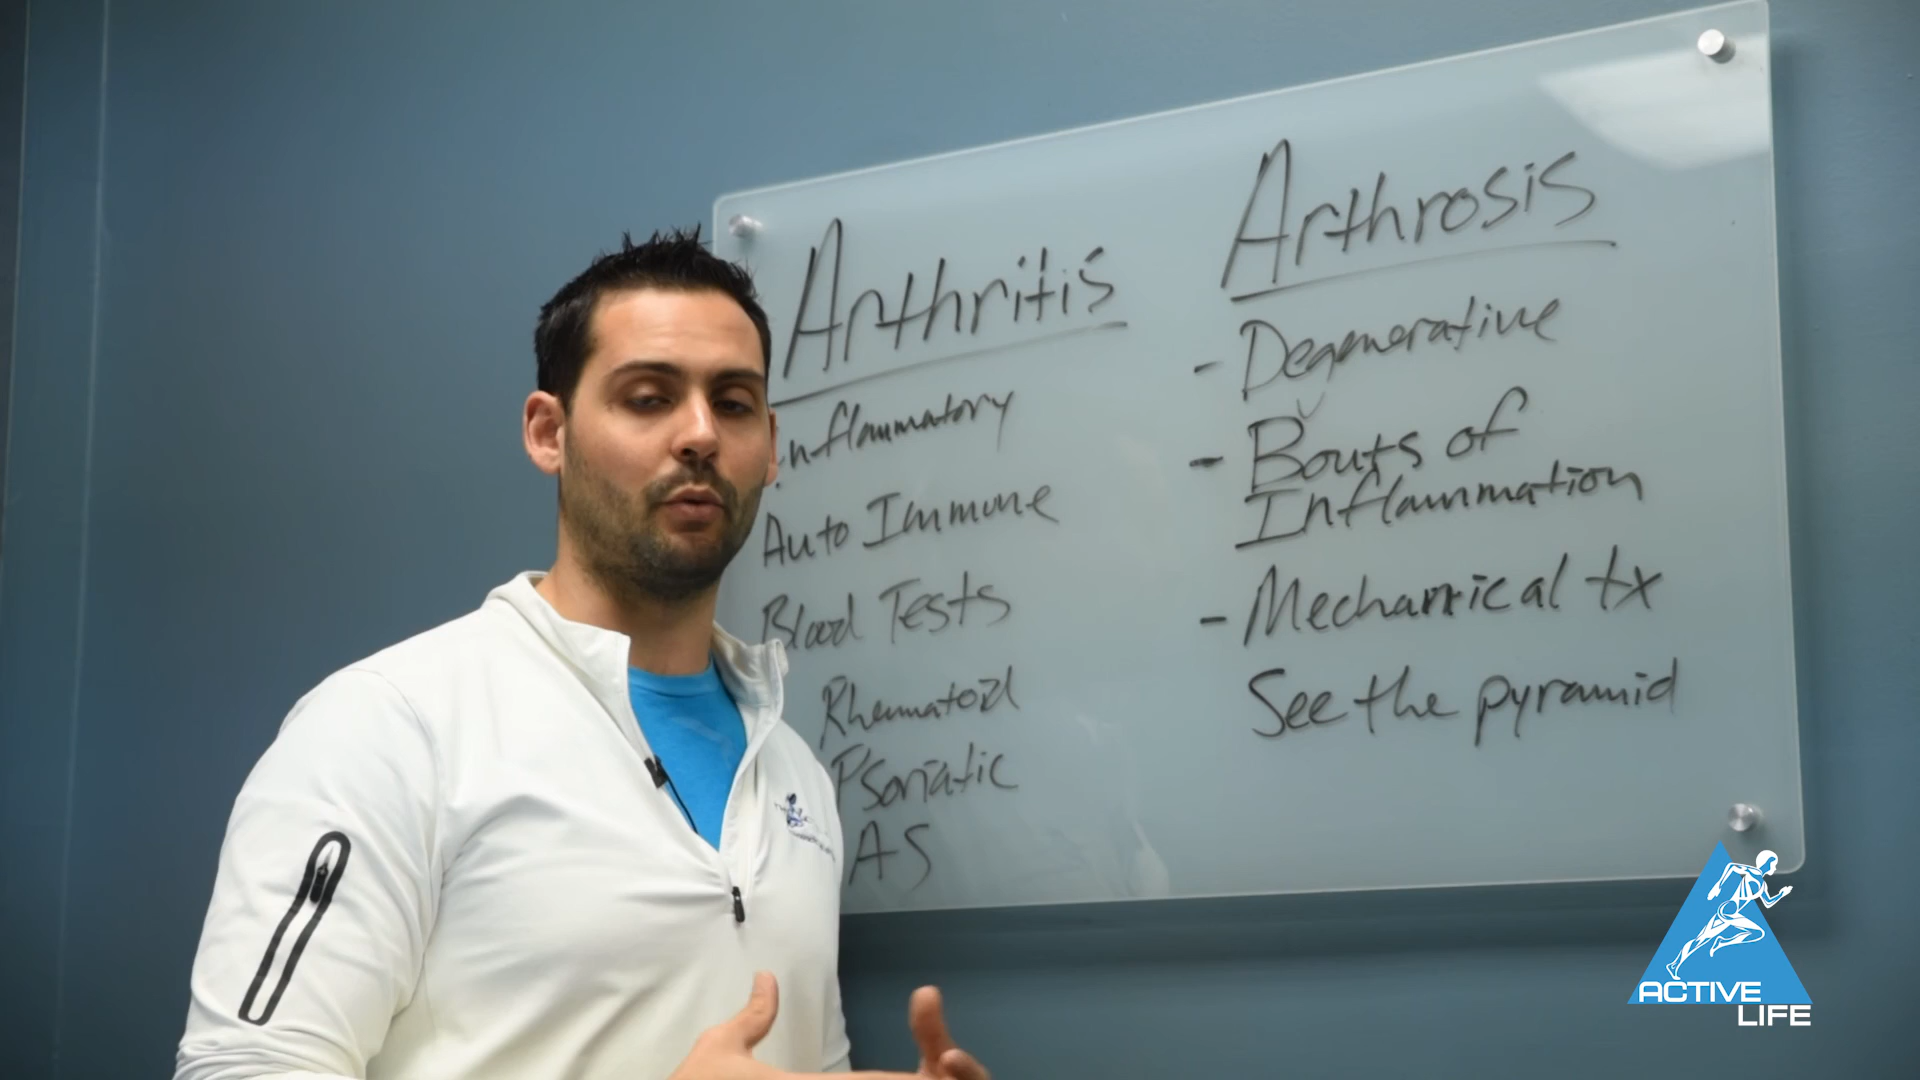 Arthritis
Inflammatory
Auto Immune
Blood Tests
Rheumatoid
Psoriatic
AS
Arthrosis
- Degenerative
- Bouts of
Inflammation
- Mechanical tx
See the pyramid
ACTIVE
LIFE